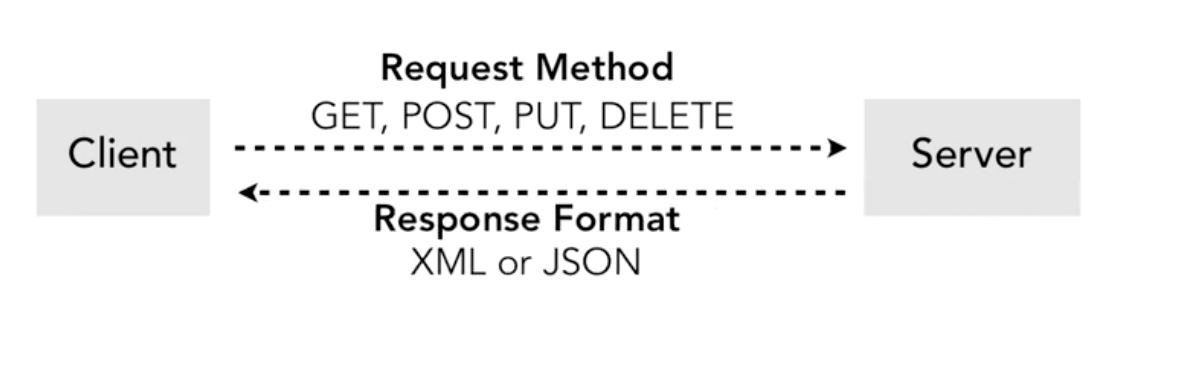 Request Method
GET, POST, PUT, DELETE
Client
Server
Response Format
XML or JSON